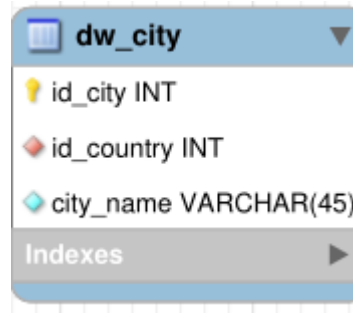 dw_city
id_city INT
id_country INT
city_name VARCHAR(45)
Indexes